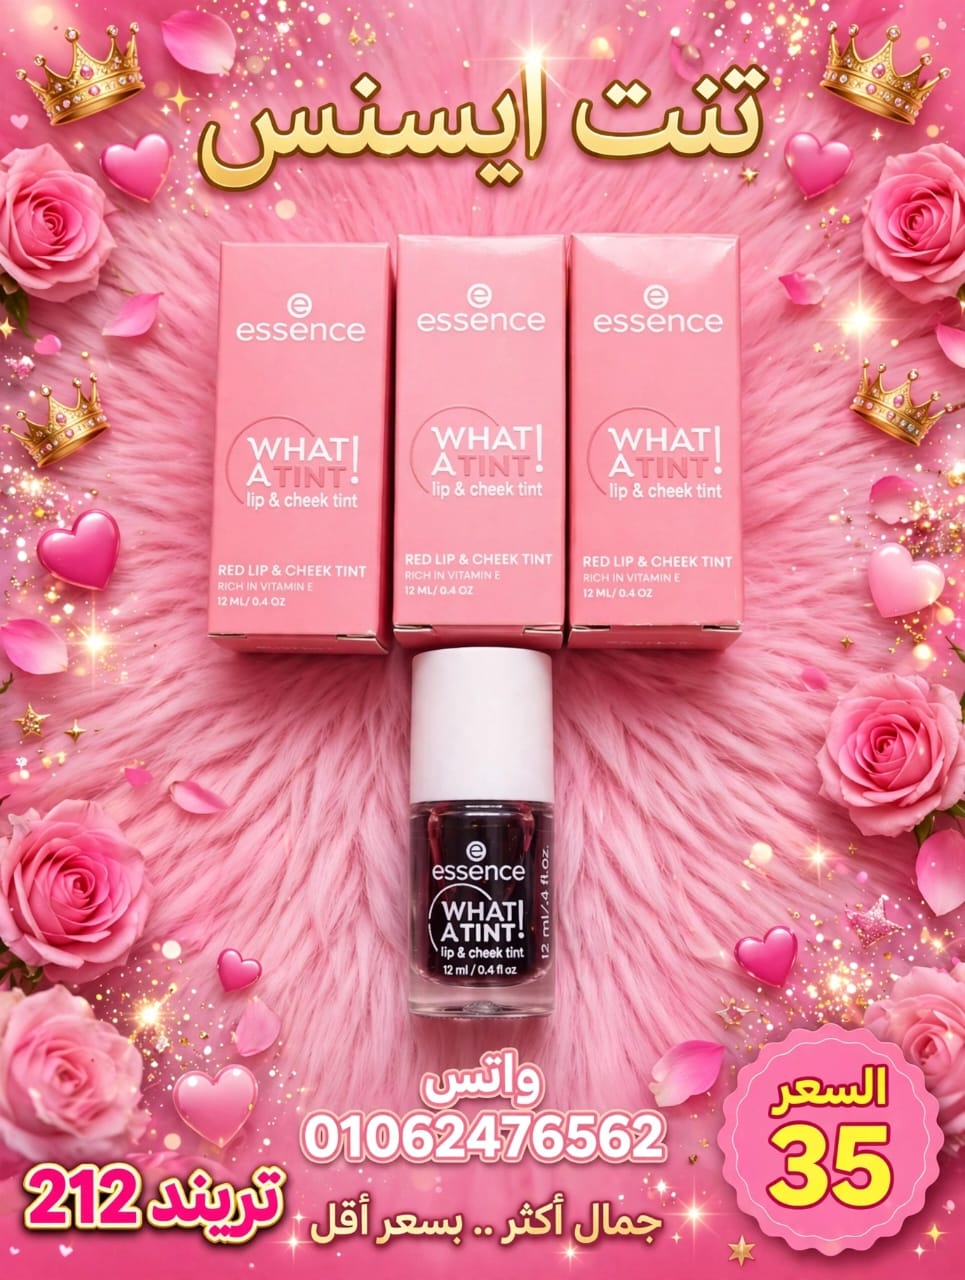 تنت ايسنس
e
essence
WHAT
A TINT!
lip & cheek tint
RED LIP & CHEEK TINT
RICH IN VITAMIN E
12 ML/ 0.4 OZ
e
essence
WHAT
A TINT!
lip & cheek tint
RED LIP & CHEEK TINT
RICH IN VITAMIN E
12 ML/ 0.4 OZ
e
essence
WHAT
A TINT!
lip & cheek tint
RED LIP & CHEEK TINT
RICH IN VITAMIN E
12 ML/ 0.4 OZ
e
essence
WHAT
A TINT!
lip & cheek tint
12 ml / 0.4 fl oz
12 ml/.4 fl.oz.
واتس
01062476562
السعر
35
تريند 212
جمال أكثر .. بسعر أقل